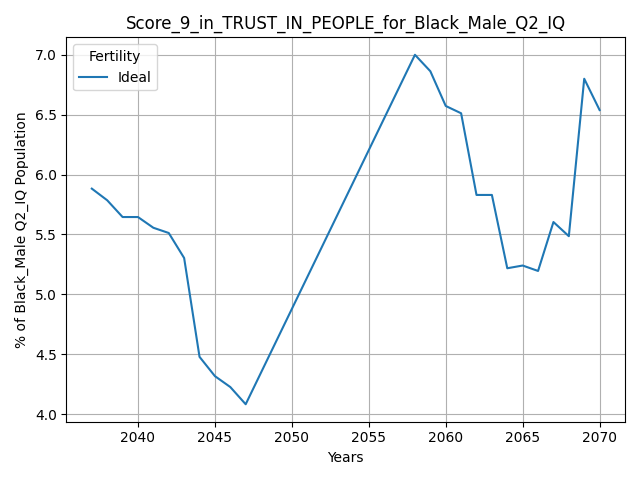 Score_9_in_TRUST_IN_PEOPLE_for_Black_Male_Q2_IQ
Fertility
Ideal
% of Black_Male Q2_IQ Population
7.0
6.5
6.0
5.5
5.0
4.5
4.0
2040 2045 2050 2055 2060 2065 2070
Years